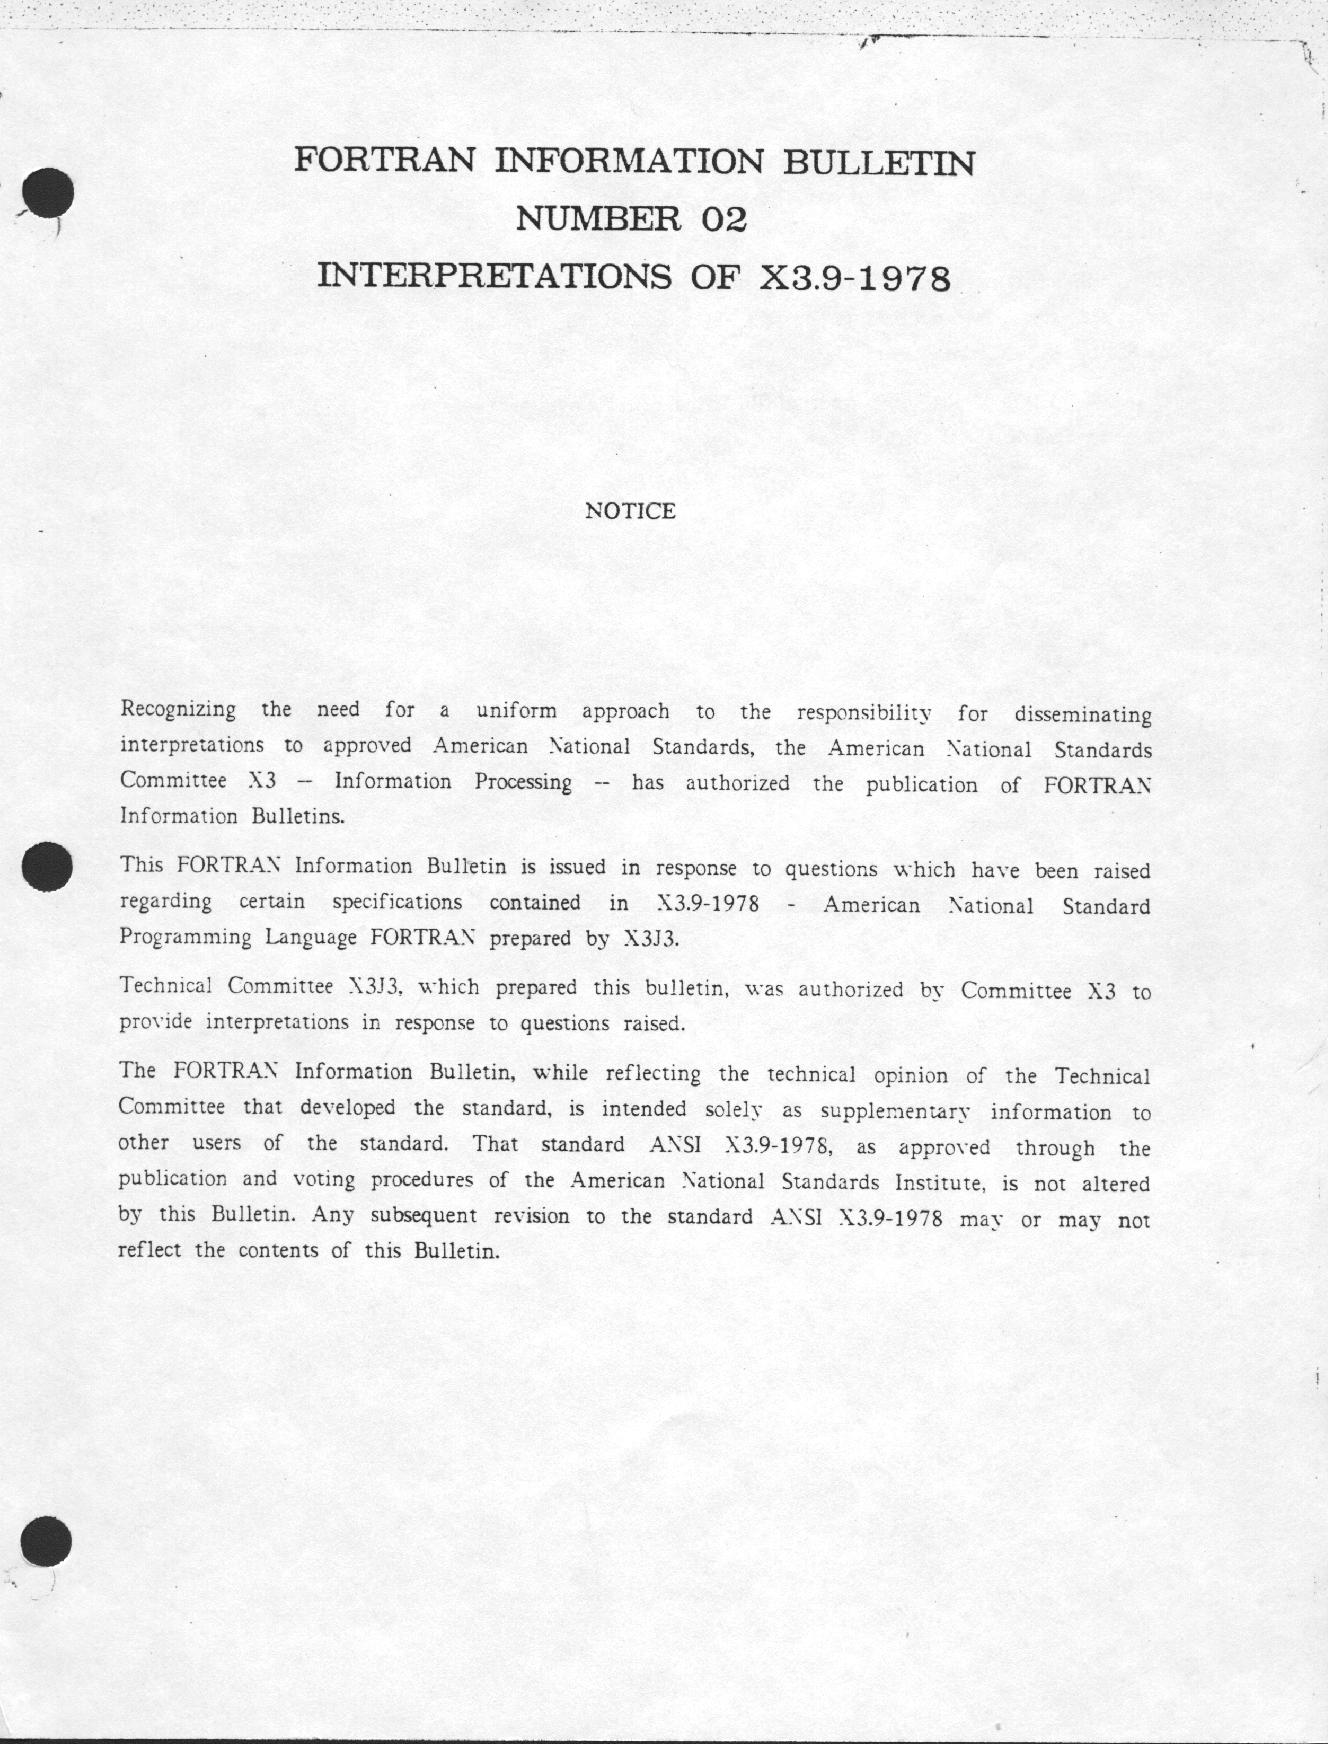 FORTRAN INFORMATION BULLETIN
NUMBER 02
INTERPRETATIONS OF X3.9-1978
NOTICE
Recognizing the need for a uniform approach to the responsibility for disseminating
interpretations to approved American National Standards, the American National Standards
Committee X3 -- Information Processing -- has authorized the publication of FORTRAN
Information Bulletins.
This FORTRAN Information Bulletin is issued in response to questions which have been raised
regarding certain specifications contained in X3.9-1978 - American National Standard
Programming Language FORTRAN prepared by X3J3.
Technical Committee X3J3, which prepared this bulletin, was authorized by Committee X3 to
provide interpretations in response to questions raised.
The FORTRAN Information Bulletin, while reflecting the technical opinion of the Technical
Committee that developed the standard, is intended solely as supplementary information to
other users of the standard. That standard ANSI X3.9-1978, as approved through the
publication and voting procedures of the American National Standards Institute, is not altered
by this Bulletin. Any subsequent revision to the standard ANSI X3.9-1978 may or may not
reflect the contents of this Bulletin.